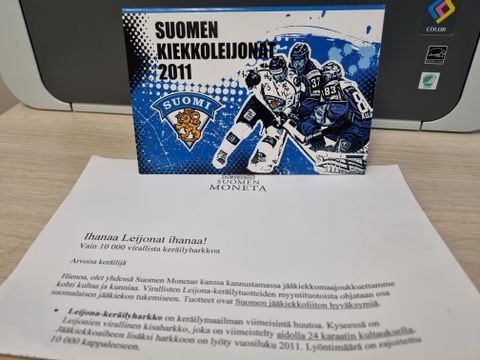 SUOMEN
KIEKKOLEIJONAT
2011
SUOMI
37
83
COLOR
SUOMEN
MONETA
Ihanaa Leijonat ihanaa!
Vain 10 000 virallista keräilyharkkoa
Arvoisa keräilijä
Hienoa, olet yhdessä Suomen Monetan kanssa kannustamassa jääkiekkomaajoukkuettamme
kohti kultaa ja kunniaa. Virallisten Leijona-keräilytuotteiden myyntituotoista ohjataan osa
suomalaisen jääkiekon tukemiseen. Tuotteet ovat Suomen jääkiekkoliiton hyväksymiä.
• Leijona-keräilyharkko on keräilymaailman viimeisintä huutoa. Kyseessä on
Leijonien virallinen kisaharkko, joka on viimeistelty aidolla 24 karaatin kultauksella.
Jääkiekkoaiheen lisäksi harkkoon on lyöty vuosiluku 2011. Lyöntimäärä on rajoitettu
10 000 kappaleeseen.